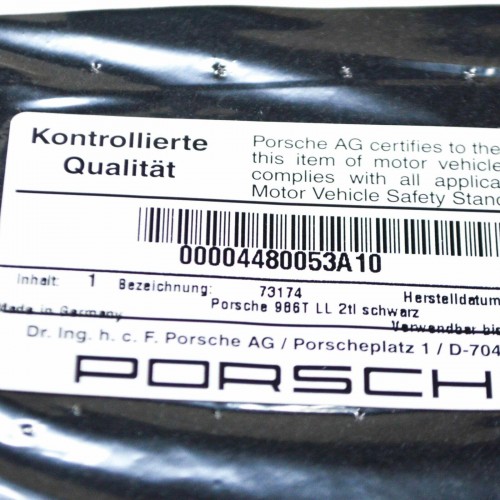 Kontrollierte
Qualität
Porsche AG certifies to the
this item of motor vehicle
complies with all applica
Motor Vehicle Safety Stand
00004480053A10
Inhalt: 1 Bezeichnung: 73174 Herstelldatum
Porsche 986T LL 2tl schwarz
Made in Germany Verwendbar bis
Dr. Ing. h. c. F. Porsche AG / Porscheplatz 1 / D-704
PORSCH